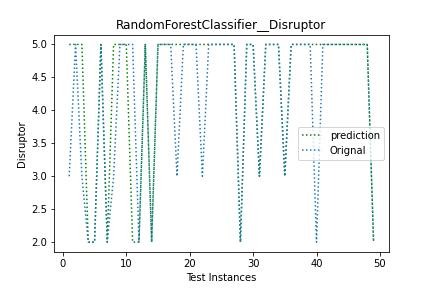 RandomForestClassifier__Disruptor
5.0
4.5
4.0
3.5
3.0
2.5
2.0
Disruptor
prediction
Orignal
0 10 20 30 40 50
Test Instances